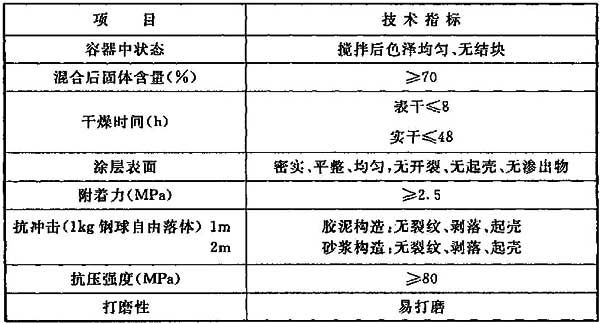 项 目 技术指标
容器中状态 搅拌后色泽均匀、无结块
混合后固体含量(%) ≥70
干燥时间(h) 表干≤8
实干≤48
涂层表面 密实、平整、均匀,无开裂、无起壳、无渗出物
附着力(MPa) ≥2.5
抗冲击(1kg钢球自由落体) 1m 胶泥构造:无裂纹、剥落、起壳
2m 砂浆构造:无裂纹、剥落、起壳
抗压强度(MPa) ≥80
打磨性 易打磨